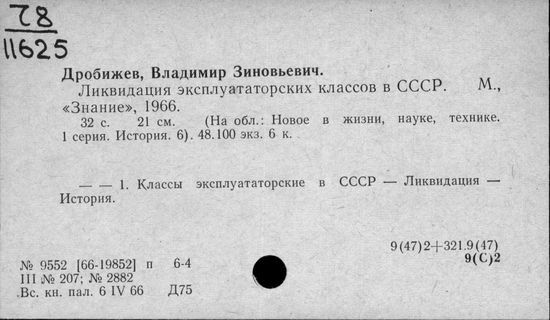 Z8
11625
Дробижев, Владимир Зиновьевич.
Ликвидация эксплуататорских классов в СССР. М.,
«Знание», 1966.
32 с. 21 см. (На обл.: Новое в жизни, науке, технике.
1 серия. История. 6). 48.100 экз. 6 к.
— — 1. Классы эксплуататорские в СССР — Ликвидация —
История.
9(47)2+321.9(47)
9(С)2
№ 9552 [66-19852] п 6-4
III № 207; № 2882
Вс. кн. пал. 6 IV 66 Д75